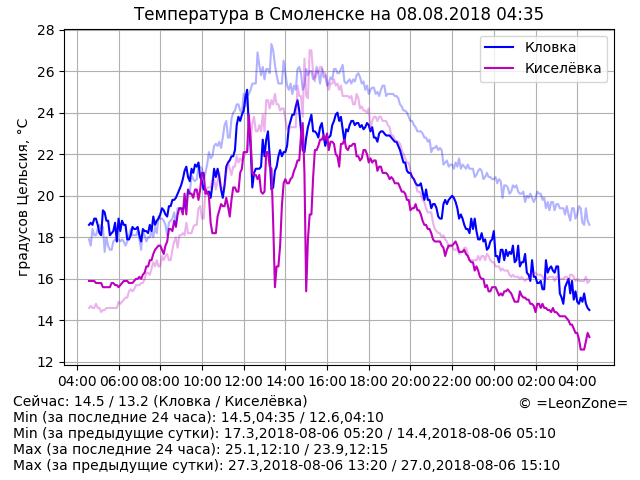 Температура в Смоленске на 08.08.2018 04:35
градусов Цельсия, °C
28
26
24
22
20
18
16
14
12
Кловка
Киселёвка
04:00 06:00 08:00 10:00 12:00 14:00 16:00 18:00 20:00 22:00 00:00 02:00 04:00
Сейчас: 14.5 / 13.2 (Кловка / Киселёвка)
© =LeonZone=
Min (за последние 24 часа): 14.5,04:35 / 12.6,04:10
Min (за предыдущие сутки): 17.3,2018-08-06 05:20 / 14.4,2018-08-06 05:10
Max (за последние 24 часа): 25.1,12:10 / 23.9,12:15
Max (за предыдущие сутки): 27.3,2018-08-06 13:20 / 27.0,2018-08-06 15:10